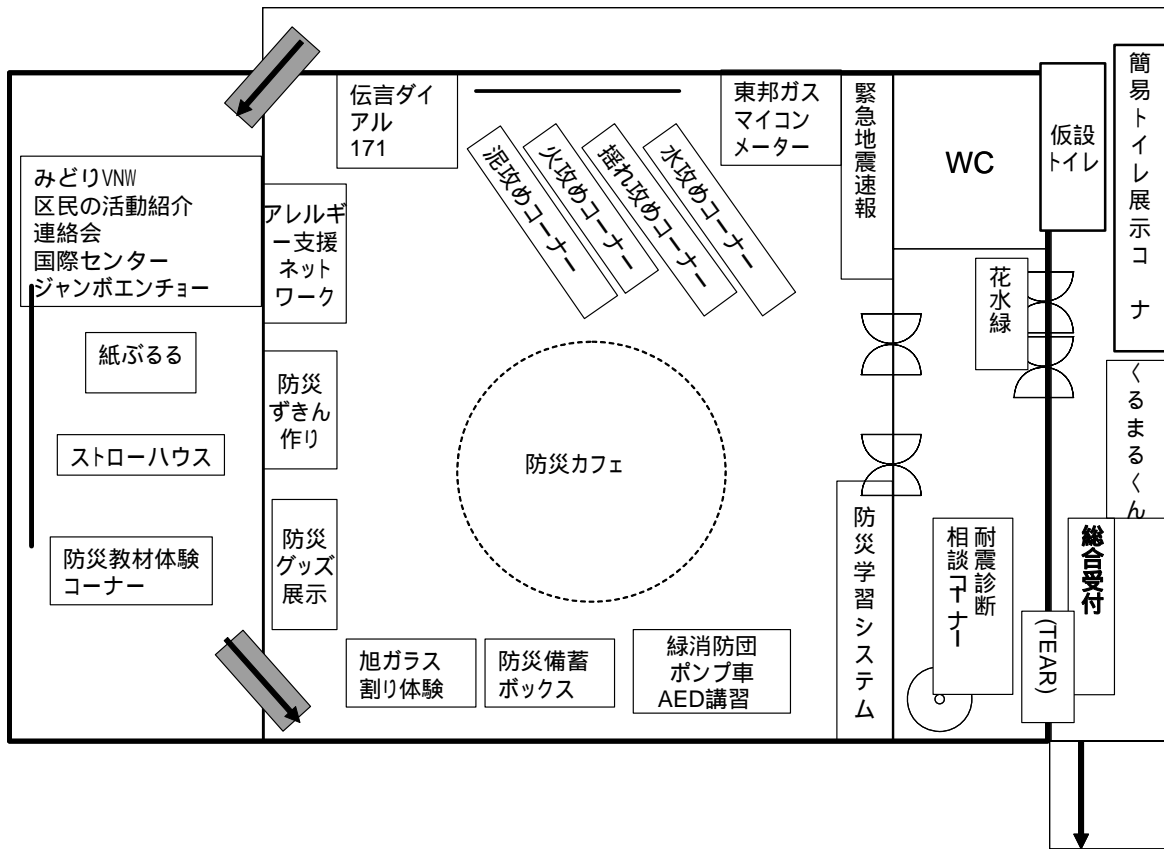 伝言ダイ
アル
171
東邦ガス
マイコン
メーター
緊急地震速報
WC
仮設
トイレ
簡易トイレ展示コ ナ
みどりVNW
区民の活動紹介
連絡会
国際センター
ジャンボエンチョー
アレルギ
ー支援
ネット
ワーク
泥攻めコーナー
火攻めコーナー
揺れ攻めコーナー
水攻めコーナー
花水緑
紙ぶるる
防災
ずきん
作り
くるまるくん
ストローハウス
防災カフェ
防災教材体験
コーナー
防災
グッズ
展示
防災学習システム
耐震診断
相談コーナー
総合受付
(TEAR)
旭ガラス
割り体験
防災備蓄
ボックス
緑消防団
ポンプ車
AED講習